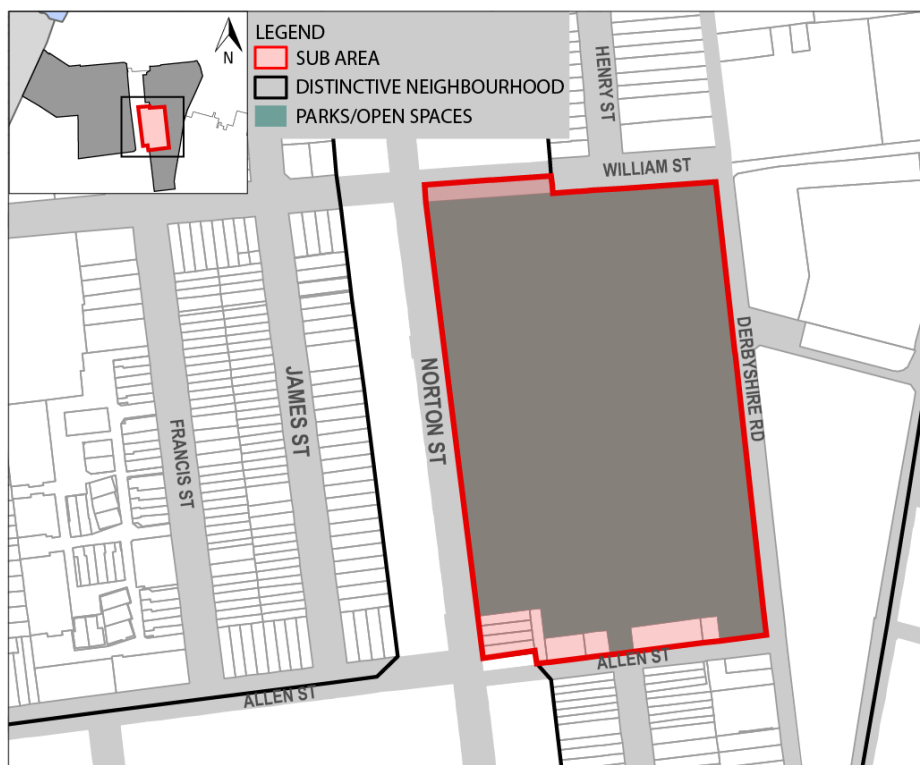 LEGEND
SUB AREA
DISTINCTIVE NEIGHBOURHOOD
PARKS/OPEN SPACES
N
HENRY ST
WILLIAM ST
DERBYSHIRE RD
NORTON ST
JAMES ST
FRANCIS ST
ALLEN ST
ALLEN ST